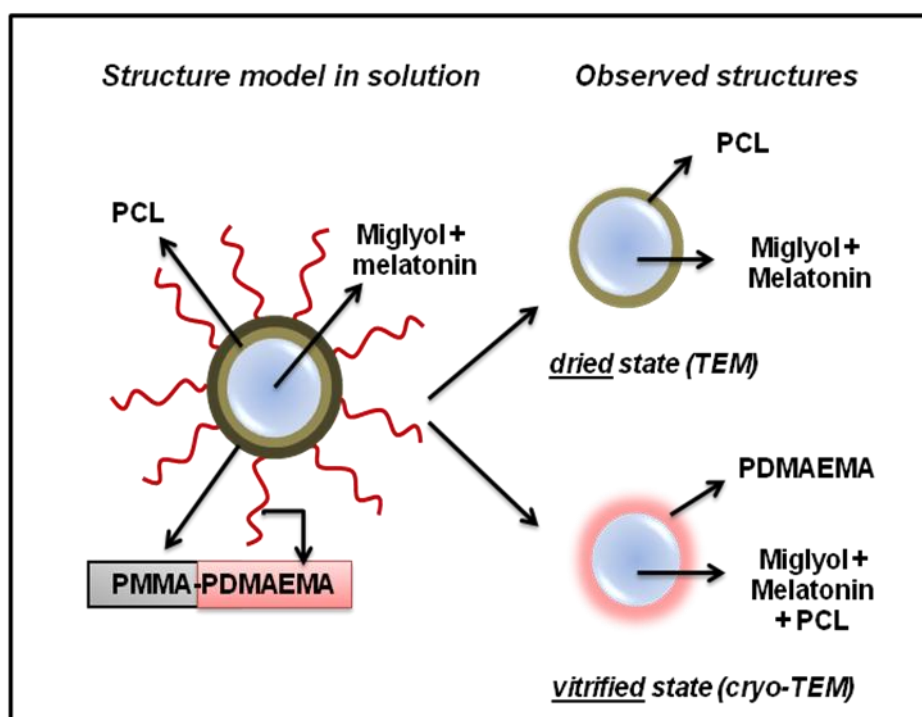 Structure model in solution
Observed structures
PCL
Miglyol+
melatonin
PMMA-PDMAEMA
PCL
Miglyol+
Melatonin
dried state (TEM)
PDMAEMA
Miglyol+
Melatonin
+ PCL
vitrified state (cryo-TEM)